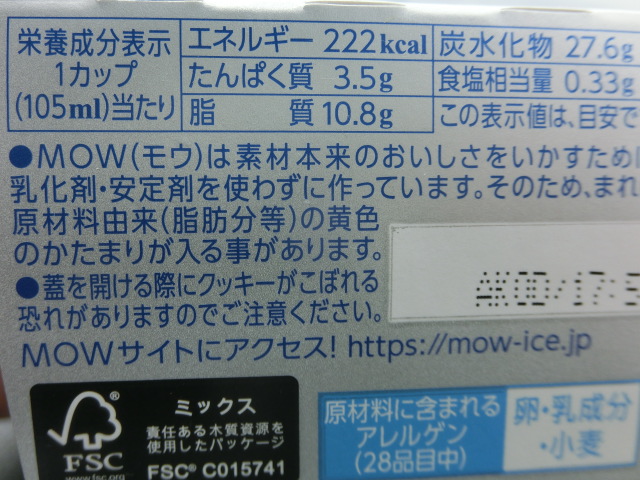 栄養成分表示
1カップ
(105ml)当たり
エネルギー 222kcal
炭水化物 27.6g
たんぱく質 3.5g
食塩相当量 0.33g
脂質 10.8g
この表示値は、目安で
●MOW(モウ)は素材本来のおいしさをいかすため
乳化剤・安定剤を使わずに作っています。そのため、まれ
原材料由来(脂肪分等)の黄色
のかたまりが入る事があります。
●蓋を開ける際にクッキーがこぼれる
恐れがありますのでご注意ください。
MOWサイトにアクセス! https://mow-ice.jp
FSC
www.fsc.org
ミックス
責任ある木質資源を
使用したパッケージ
FSC® C015741
原材料に含まれる
アレルゲン
(28品目中)
卵・乳成分
・小麦